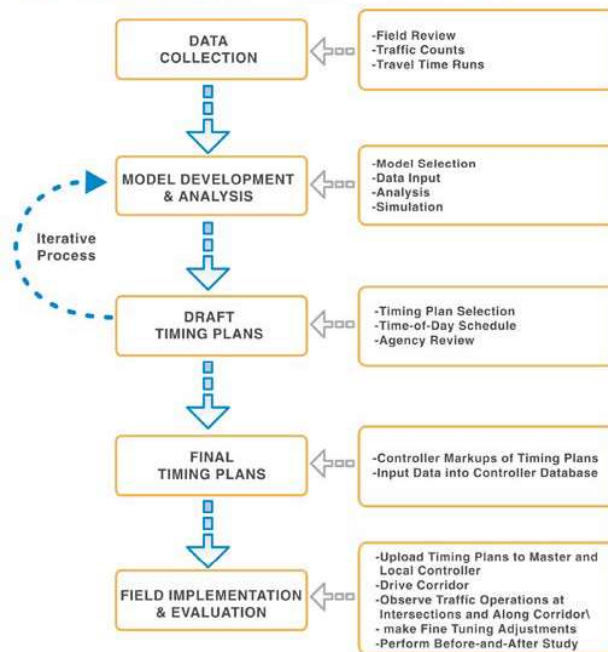 DATA
COLLECTION
-Field Review
-Traffic Counts
-Travel Time Runs
MODEL DEVELOPMENT
& ANALYSIS
-Model Selection
-Data Input
-Analysis
-Simulation
Iterative
Process
DRAFT
TIMING PLANS
-Timing Plan Selection
-Time-of-Day Schedule
-Agency Review
FINAL
TIMING PLANS
-Controller Markups of Timing Plans
-Input Data into Controller Database
FIELD IMPLEMENTATION
& EVALUATION
-Upload Timing Plans to Master and
Local Controller
-Drive Corridor
-Observe Traffic Operations at
Intersections and Along Corridor\
- make Fine Tuning Adjustments
-Perform Before-and-After Study